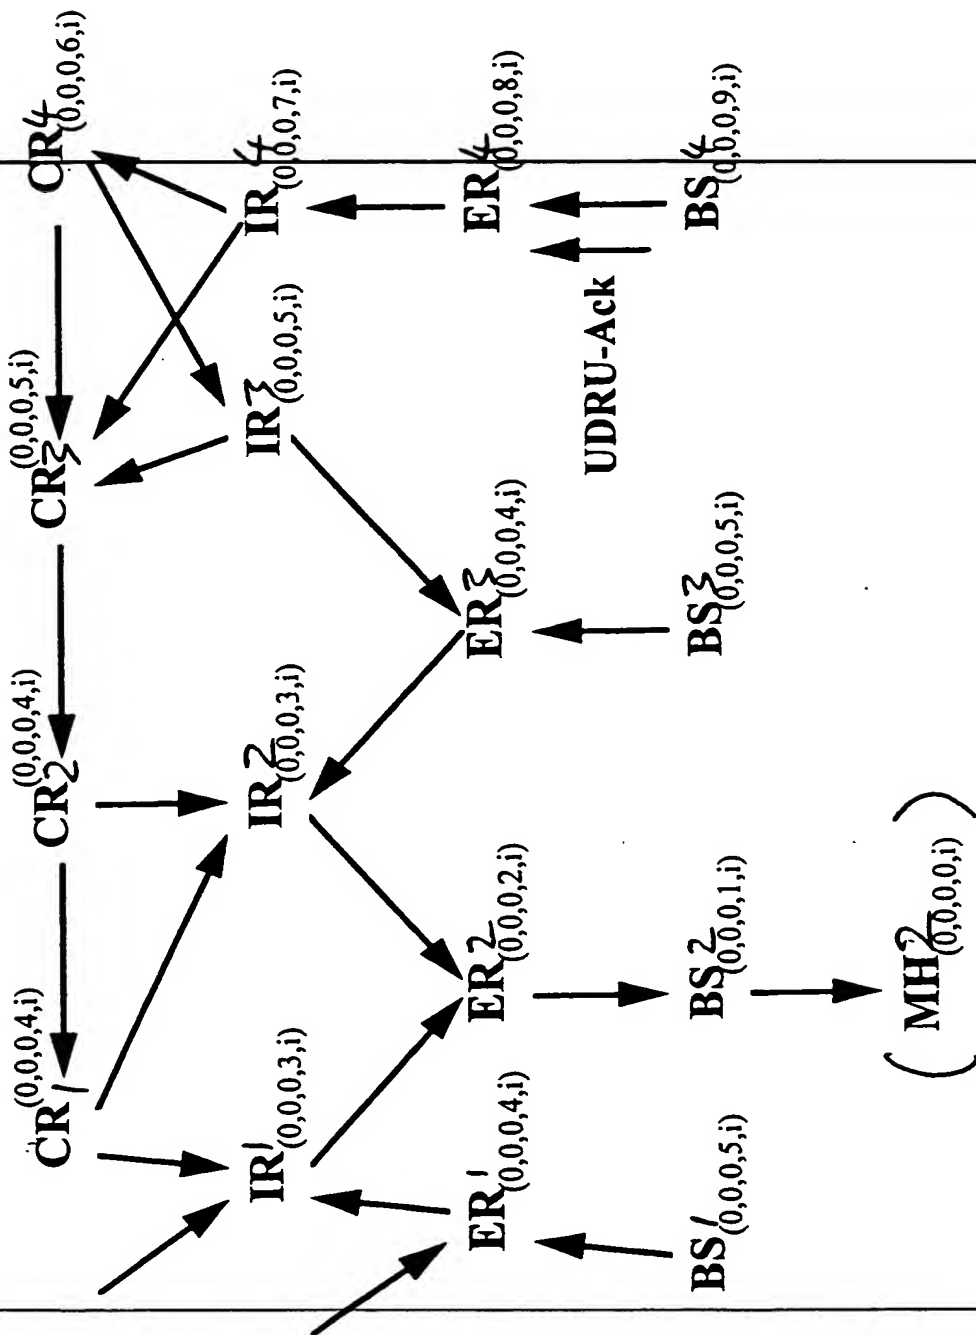 CR1 (0,0,0,4,i) CR2 (0,0,0,4,i) CR3 (0,0,0,5,i) CR4 (0,0,0,6,i)
IR1 (0,0,0,3,i) IR2 (0,0,0,3,i) IR3 (0,0,0,5,i) IR4 (0,0,0,7,i)
ER1 (0,0,0,4,i) ER2 (0,0,0,2,i) ER3 (0,0,0,4,i) ER4 (0,0,0,8,i)
UDRU-Ack
BS1 (0,0,0,5,i) BS2 (0,0,0,1,i) BS3 (0,0,0,5,i) BS4 (0,0,0,9,i)
(MH2 (0,0,0,0,i))